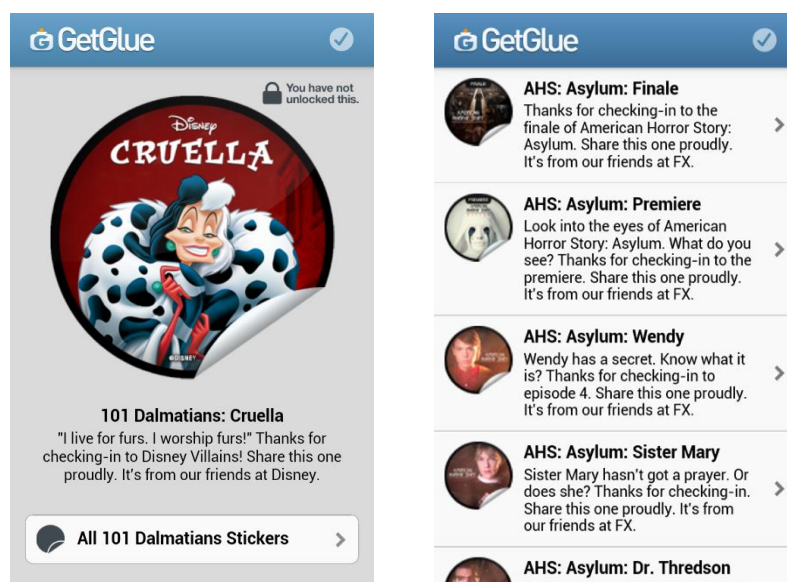 GetGlue
You have not
unlocked this.
Disney
CRUELLA
©DISNEY
101 Dalmatians: Cruella
"I live for furs. I worship furs!" Thanks for
checking-in to Disney Villains! Share this one
proudly. It's from our friends at Disney.
All 101 Dalmatians Stickers
GetGlue
FINALE
AHS: Asylum: Finale
Thanks for checking-in to the
finale of American Horror Story:
Asylum. Share this one proudly.
It's from our friends at FX.
PREMIERE
AHS: Asylum: Premiere
Look into the eyes of American
Horror Story: Asylum. What do you
see? Thanks for checking-in to the
premiere. Share this one proudly.
It's from our friends at FX.
AHS: Asylum: Wendy
Wendy has a secret. Know what it
is? Thanks for checking-in to
episode 4. Share this one proudly.
It's from our friends at FX.
AHS: Asylum: Sister Mary
Sister Mary hasn't got a prayer. Or
does she? Thanks for checking-in.
Share this one proudly. It's from
our friends at FX.
AHS: Asylum: Dr. Thredson